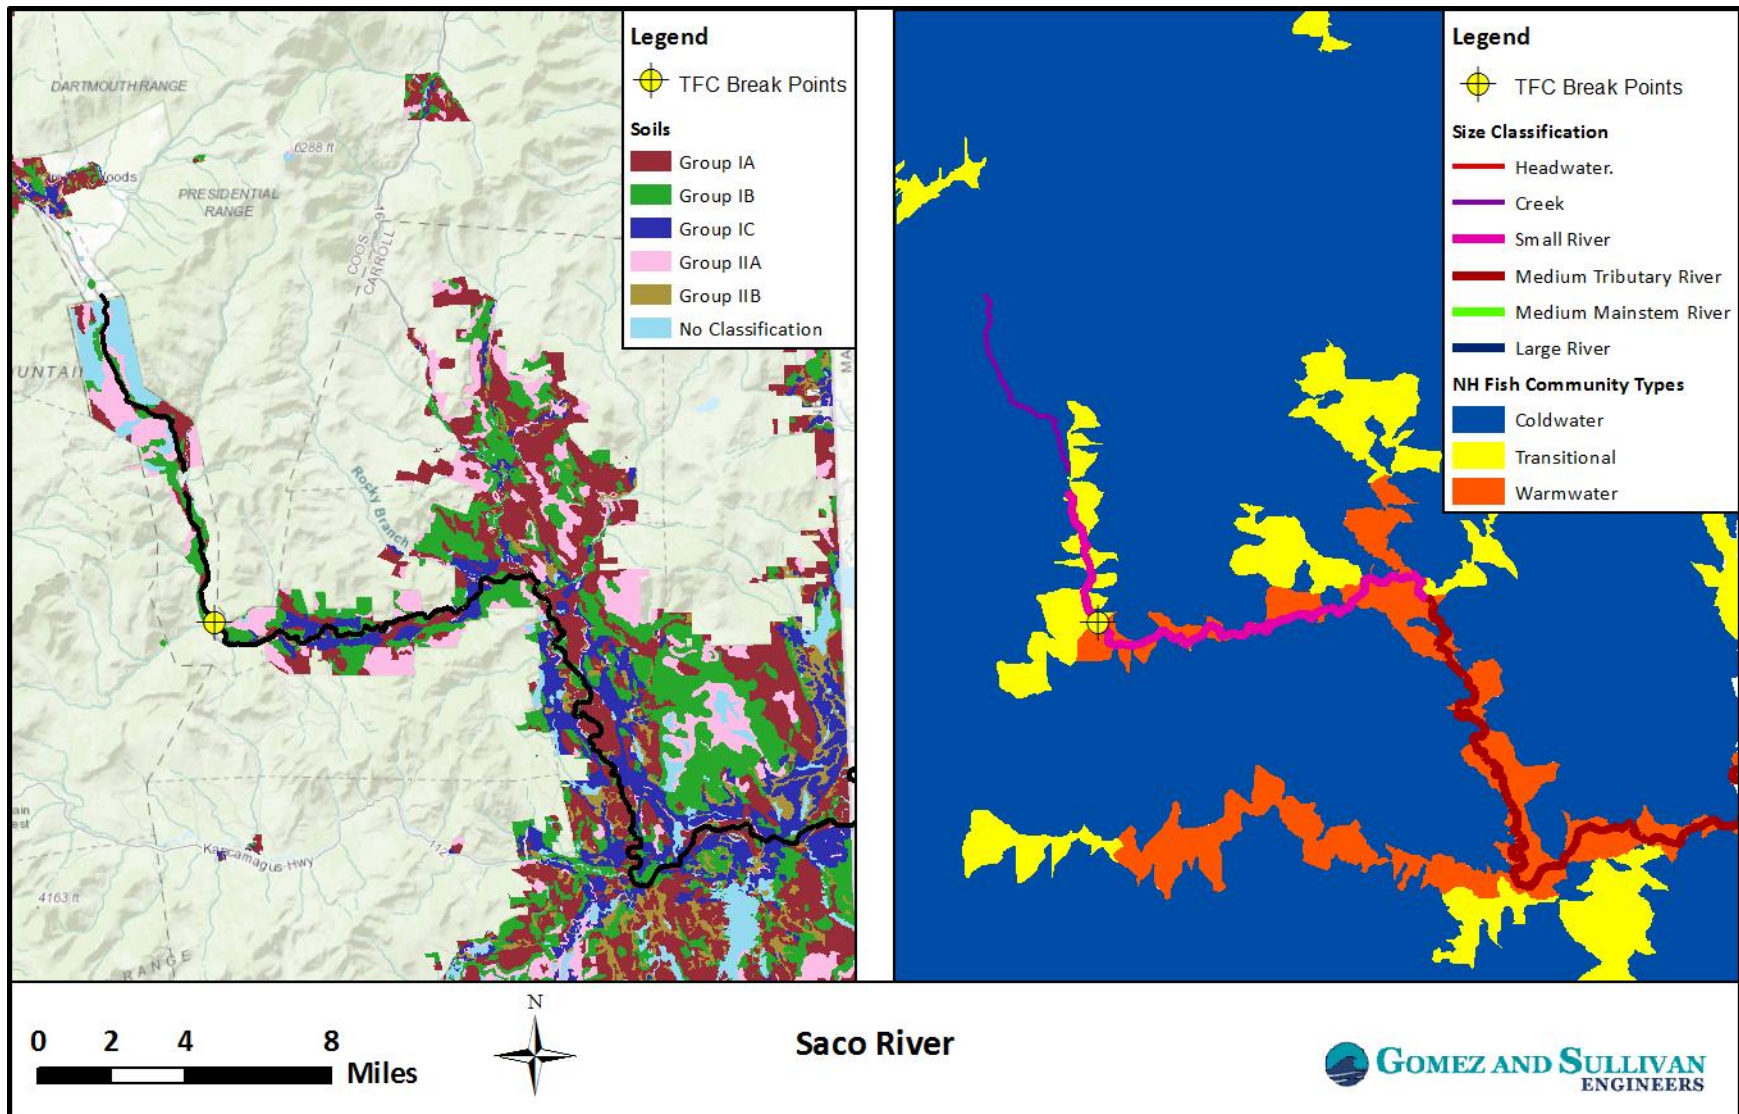 Legend
TFC Break Points
Soils
Group IA
Group IB
Group IC
Group IIA
Group IIB
No Classification
DARTMOUTH RANGE
6288 ft
PRESIDENTIAL
RANGE
16
COOS
CARROLL
Rocky Branch
Kancamagus Hwy
112
4163 ft
RANGE
Legend
TFC Break Points
Size Classification
Headwater.
Creek
Small River
Medium Tributary River
Medium Mainstem River
Large River
NH Fish Community Types
Coldwater
Transitional
Warmwater
0 2 4 8
Miles
N
Saco River
GOMEZ AND SULLIVAN
ENGINEERS